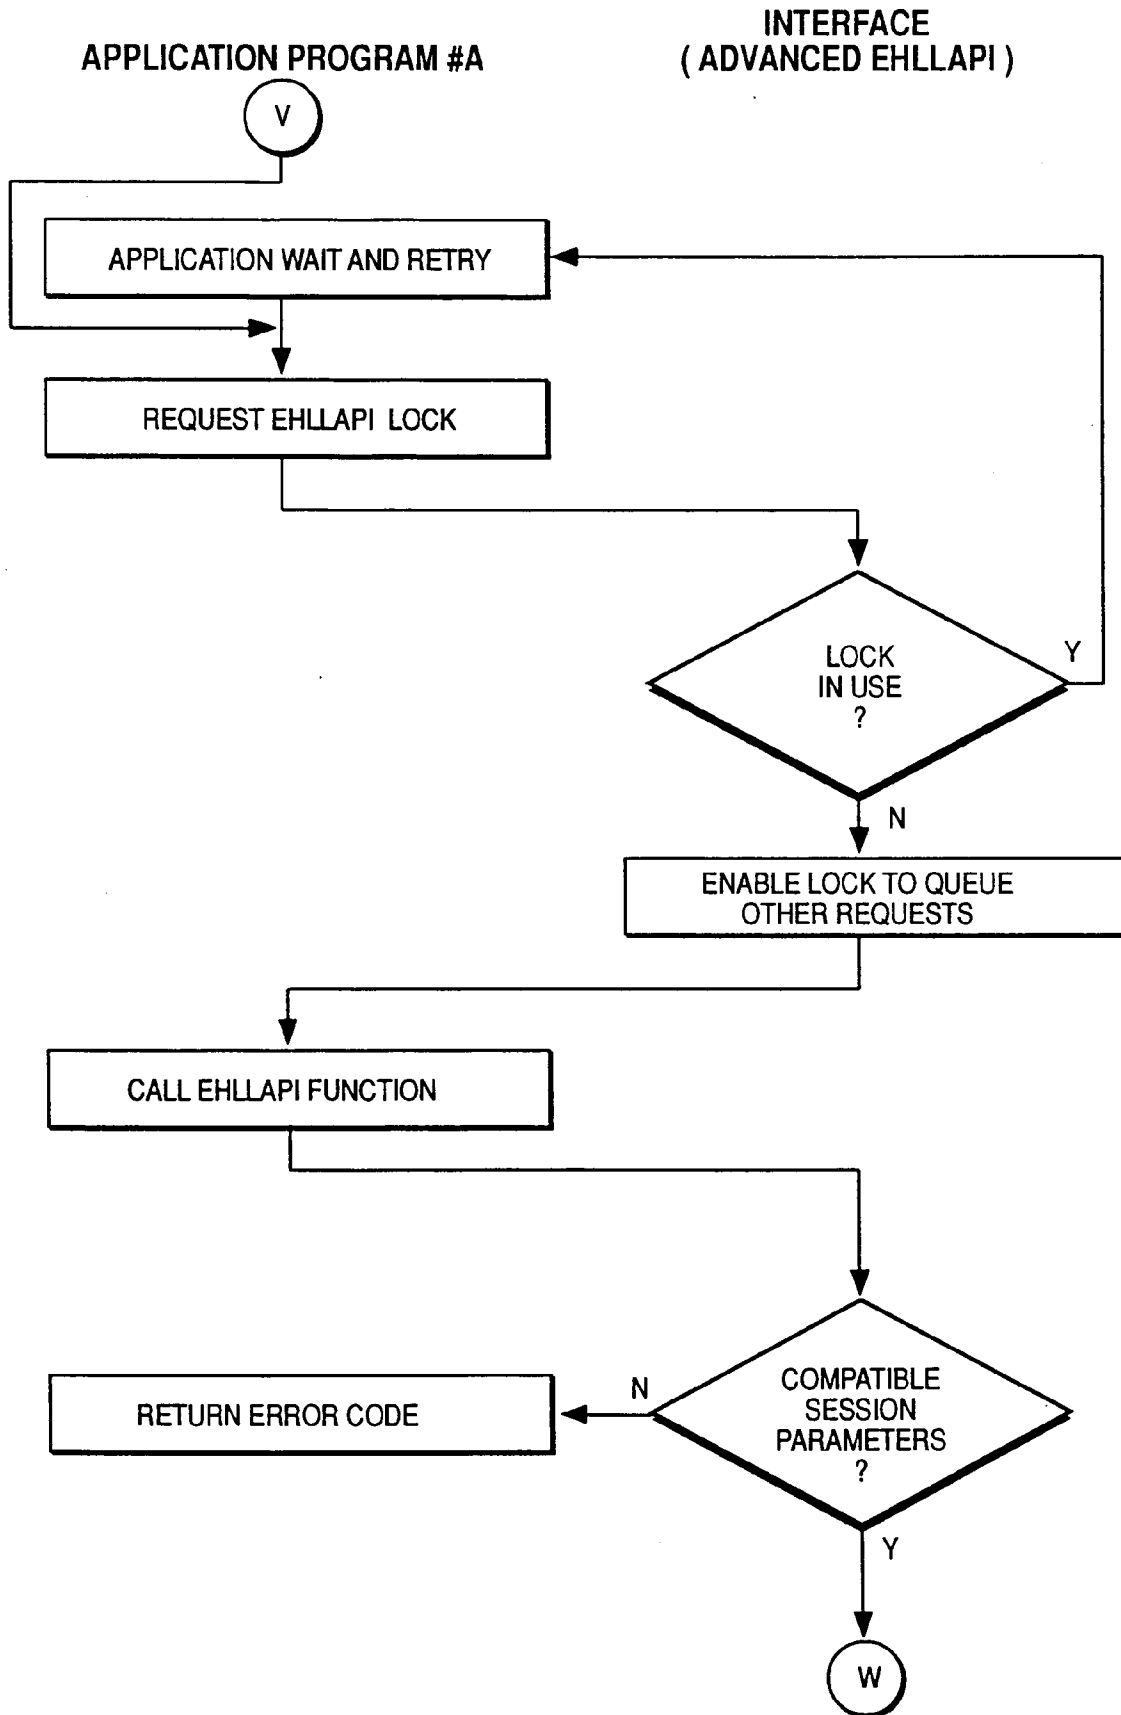 INTERFACE
APPLICATION PROGRAM #A
( ADVANCED EHLLAPI )
V
APPLICATION WAIT AND RETRY
REQUEST EHLLAPI LOCK
LOCK
IN USE
?
Y
N
ENABLE LOCK TO QUEUE
OTHER REQUESTS
CALL EHLLAPI FUNCTION
COMPATIBLE
SESSION
PARAMETERS
?
N
RETURN ERROR CODE
Y
W